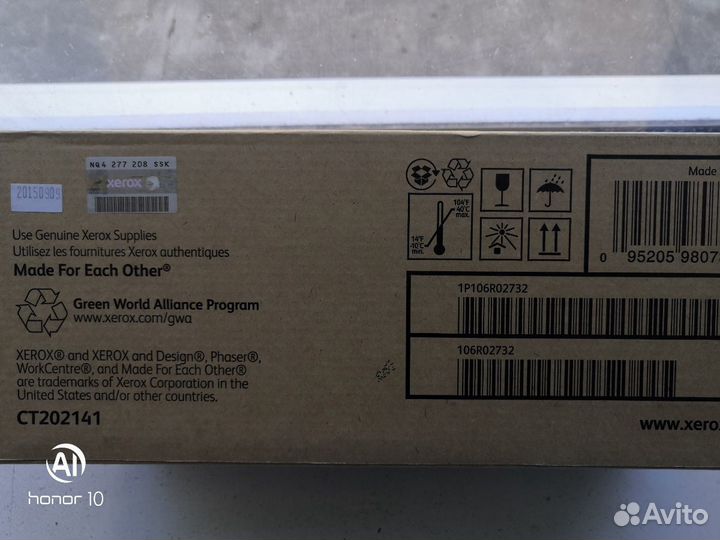 NQ4 277 208 SSK
xerox
20150909
Use Genuine Xerox Supplies
Utilisez les fournitures Xerox authentiques
Made For Each Other®
Green World Alliance Program
www.xerox.com/gwa
XEROX® and XEROX and Design®, Phaser®,
WorkCentre®, and Made For Each Other®
are trademarks of Xerox Corporation in the
United States and/or other countries.
CT202141
104°F
40°C
max.
14°F
-10°C
min.
Made
0 95205 9807
1P106R02732
106R02732
www.xero
AI
honor 10
Avito